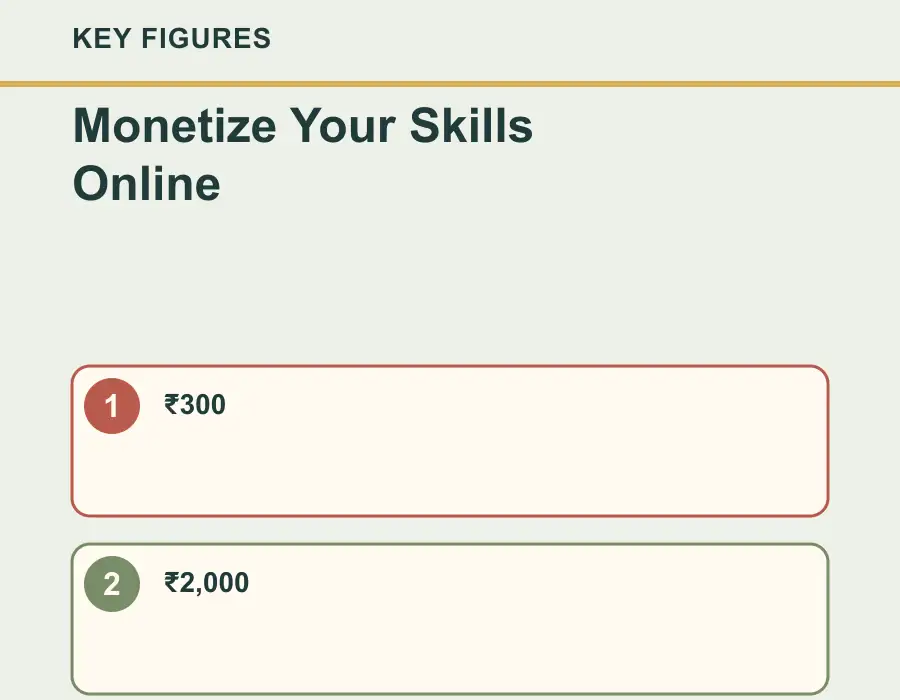 KEY FIGURES
Monetize Your Skills
Online
1 ₹300
2 ₹2,000